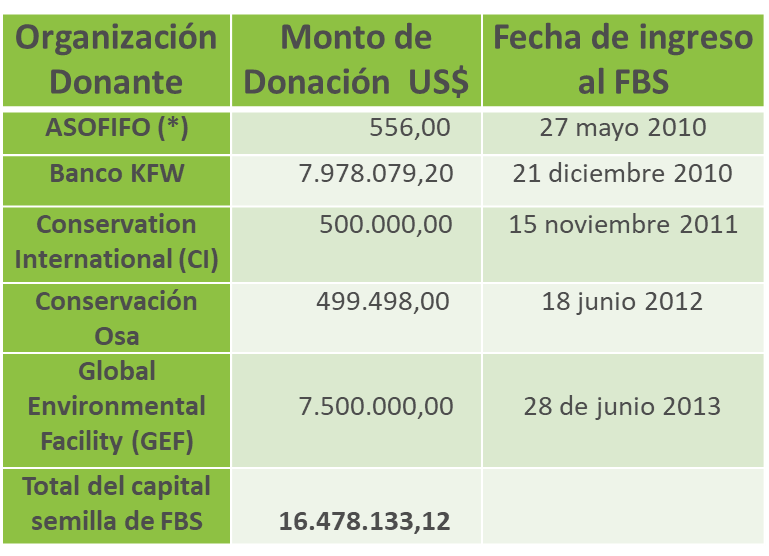 Organización Donante Monto de Donación US$ Fecha de ingreso al FBS
ASOFIFO (*) 556,00 27 mayo 2010
Banco KFW 7.978.079,20 21 diciembre 2010
Conservation International (CI) 500.000,00 15 noviembre 2011
Conservación Osa 499.498,00 18 junio 2012
Global Environmental Facility (GEF) 7.500.000,00 28 de junio 2013
Total del capital semilla de FBS 16.478.133,12